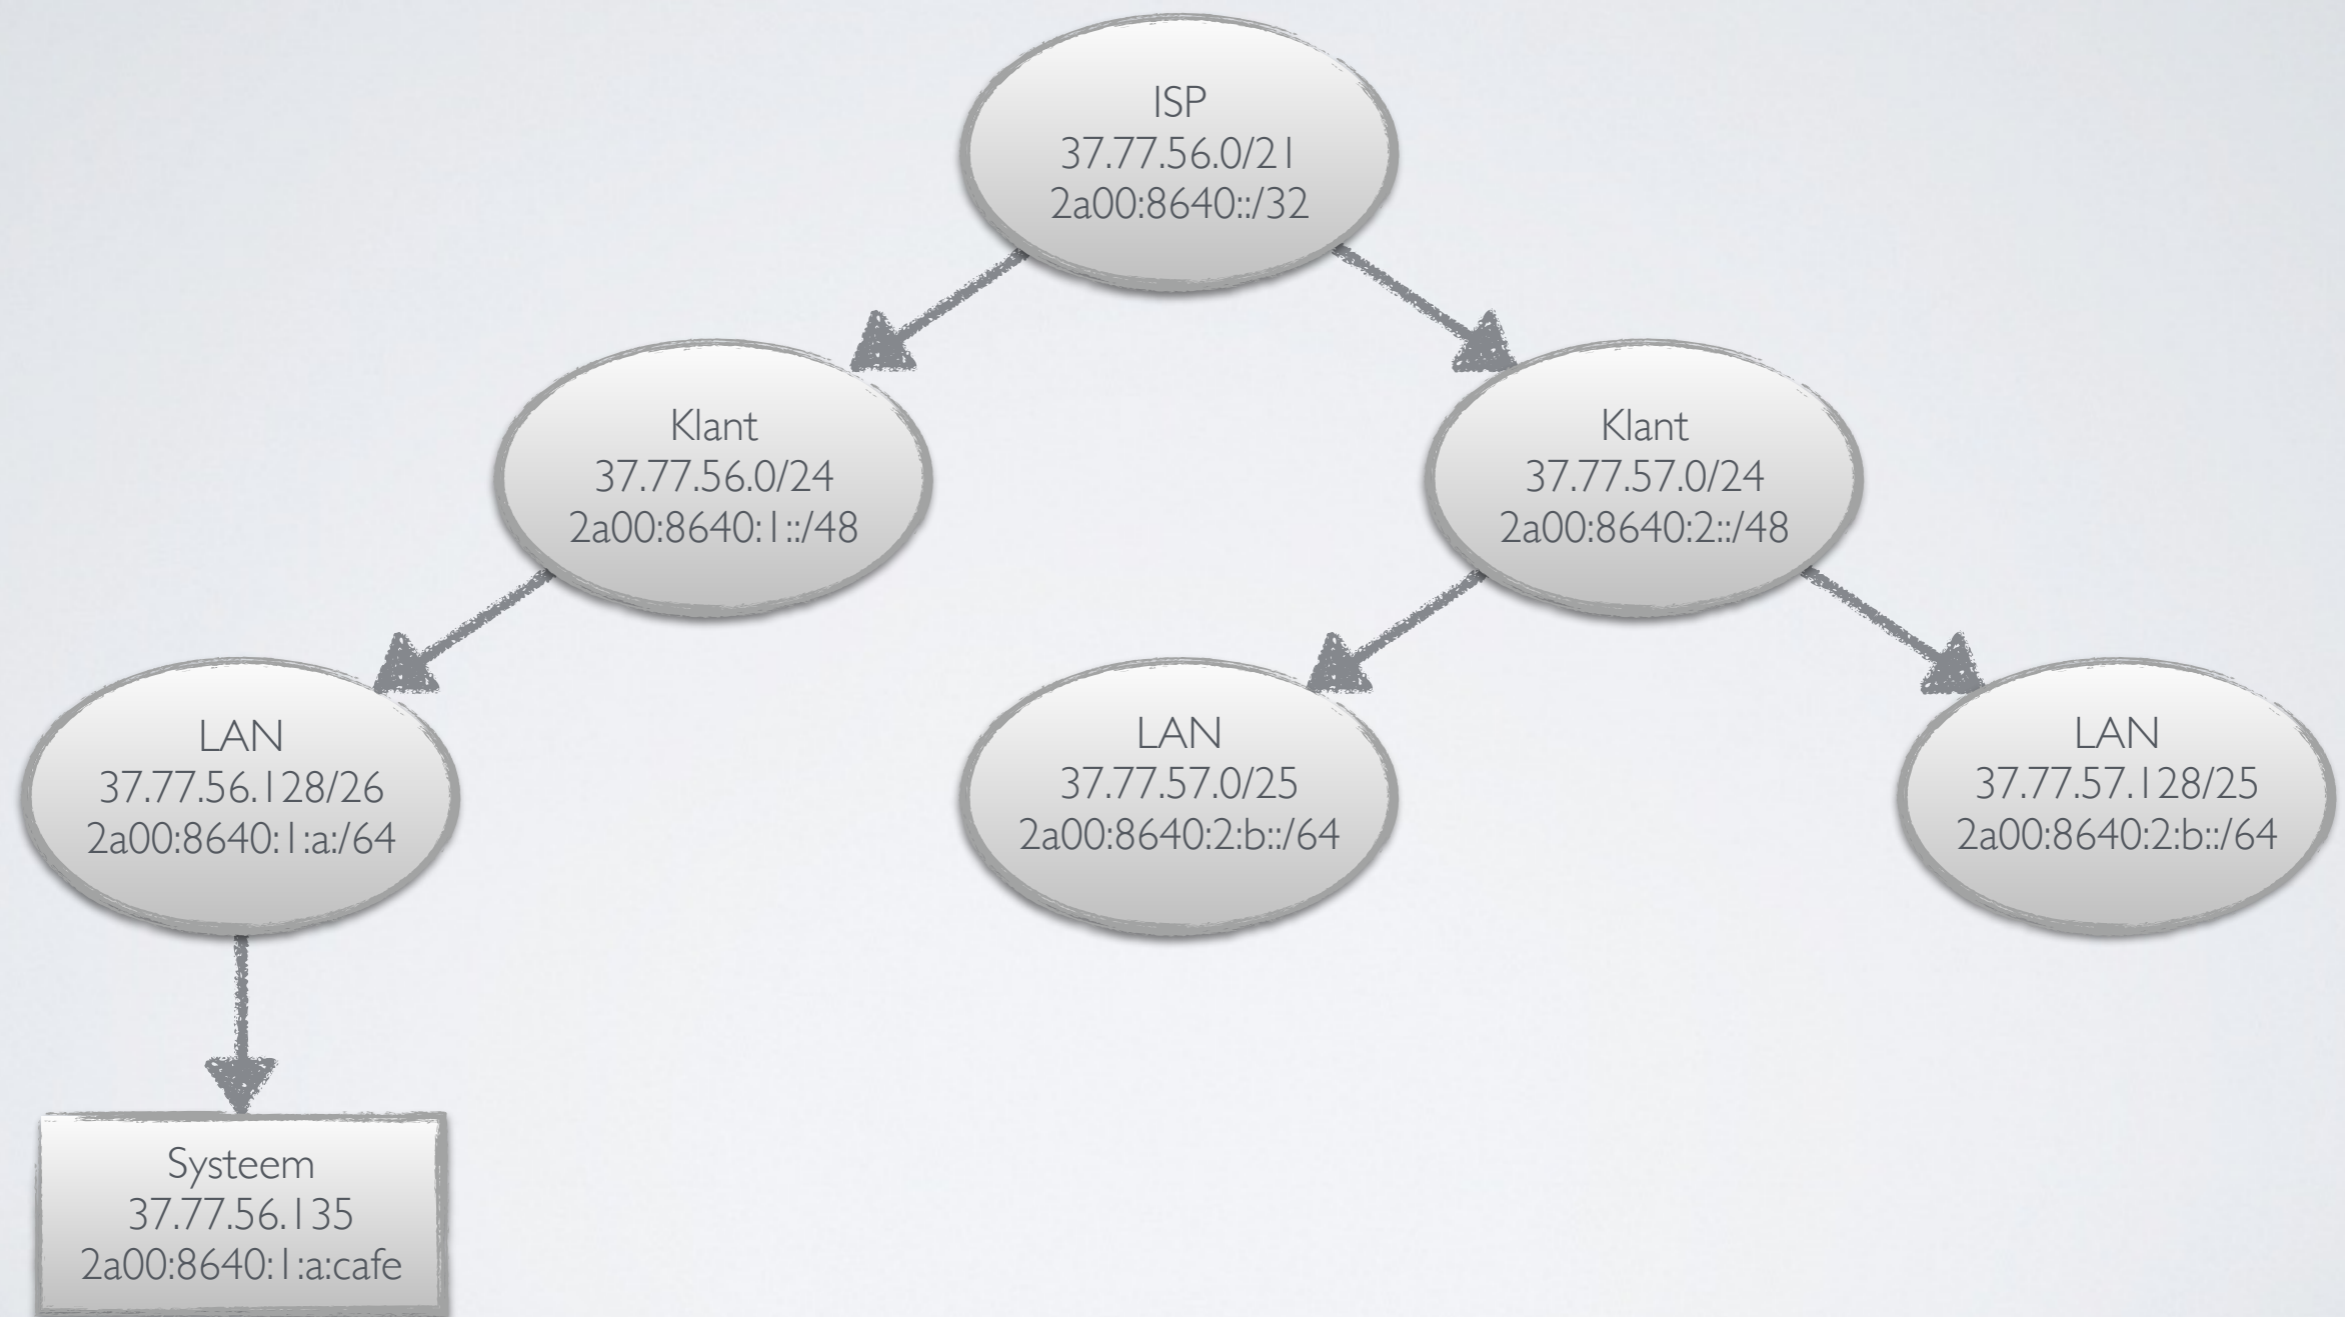 ISP
37.77.56.0/21
2a00:8640::/32
Klant
37.77.56.0/24
2a00:8640:1::/48
Klant
37.77.57.0/24
2a00:8640:2::/48
LAN
37.77.56.128/26
2a00:8640:1:a:/64
LAN
37.77.57.0/25
2a00:8640:2:b::/64
LAN
37.77.57.128/25
2a00:8640:2:b::/64
Systeem
37.77.56.135
2a00:8640:1:a:cafe